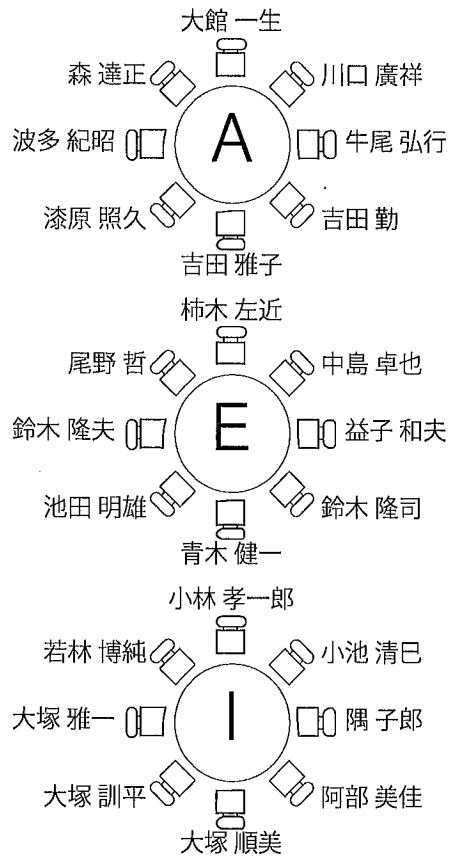 大館 一生
森 達正
川口 廣祥
A
波多 紀昭
牛尾 弘行
漆原 照久
吉田 勤
吉田 雅子
柿木 左近
尾野 哲
中島 卓也
E
鈴木 隆夫
益子 和夫
池田 明雄
鈴木 隆司
青木 健一
小林 孝一郎
若林 博純
小池 清巳
I
大塚 雅一
隅 子郎
大塚 訓平
阿部 美佳
大塚 順美